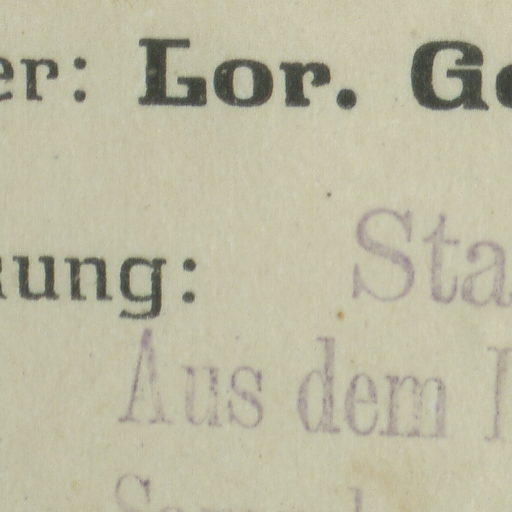 er: Lor. Ge
ung: Sta
Aus dem